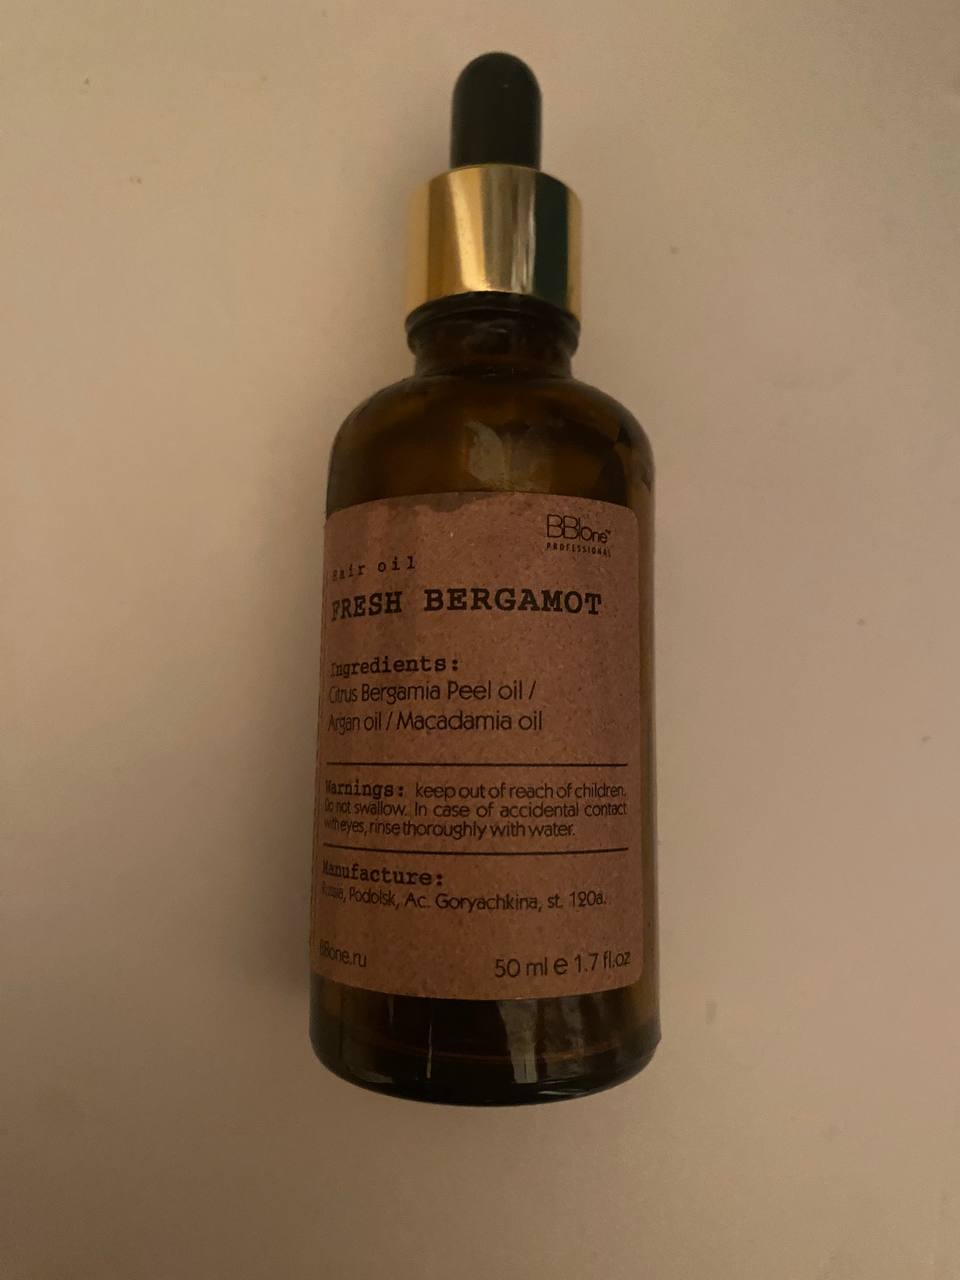 BB|One™
PROFESSIONAL
Hair oil
FRESH BERGAMOT
Ingredients:
Citrus Bergamia Peel oil /
Argan oil / Macadamia oil
Warnings: keep out of reach of children.
Do not swallow. In case of accidental contact
with eyes, rinse thoroughly with water.
Manufacture:
Russia, Podolsk, Ac. Goryachkina, st. 120a.
BBone.ru
50 ml e 1.7 fl.oz